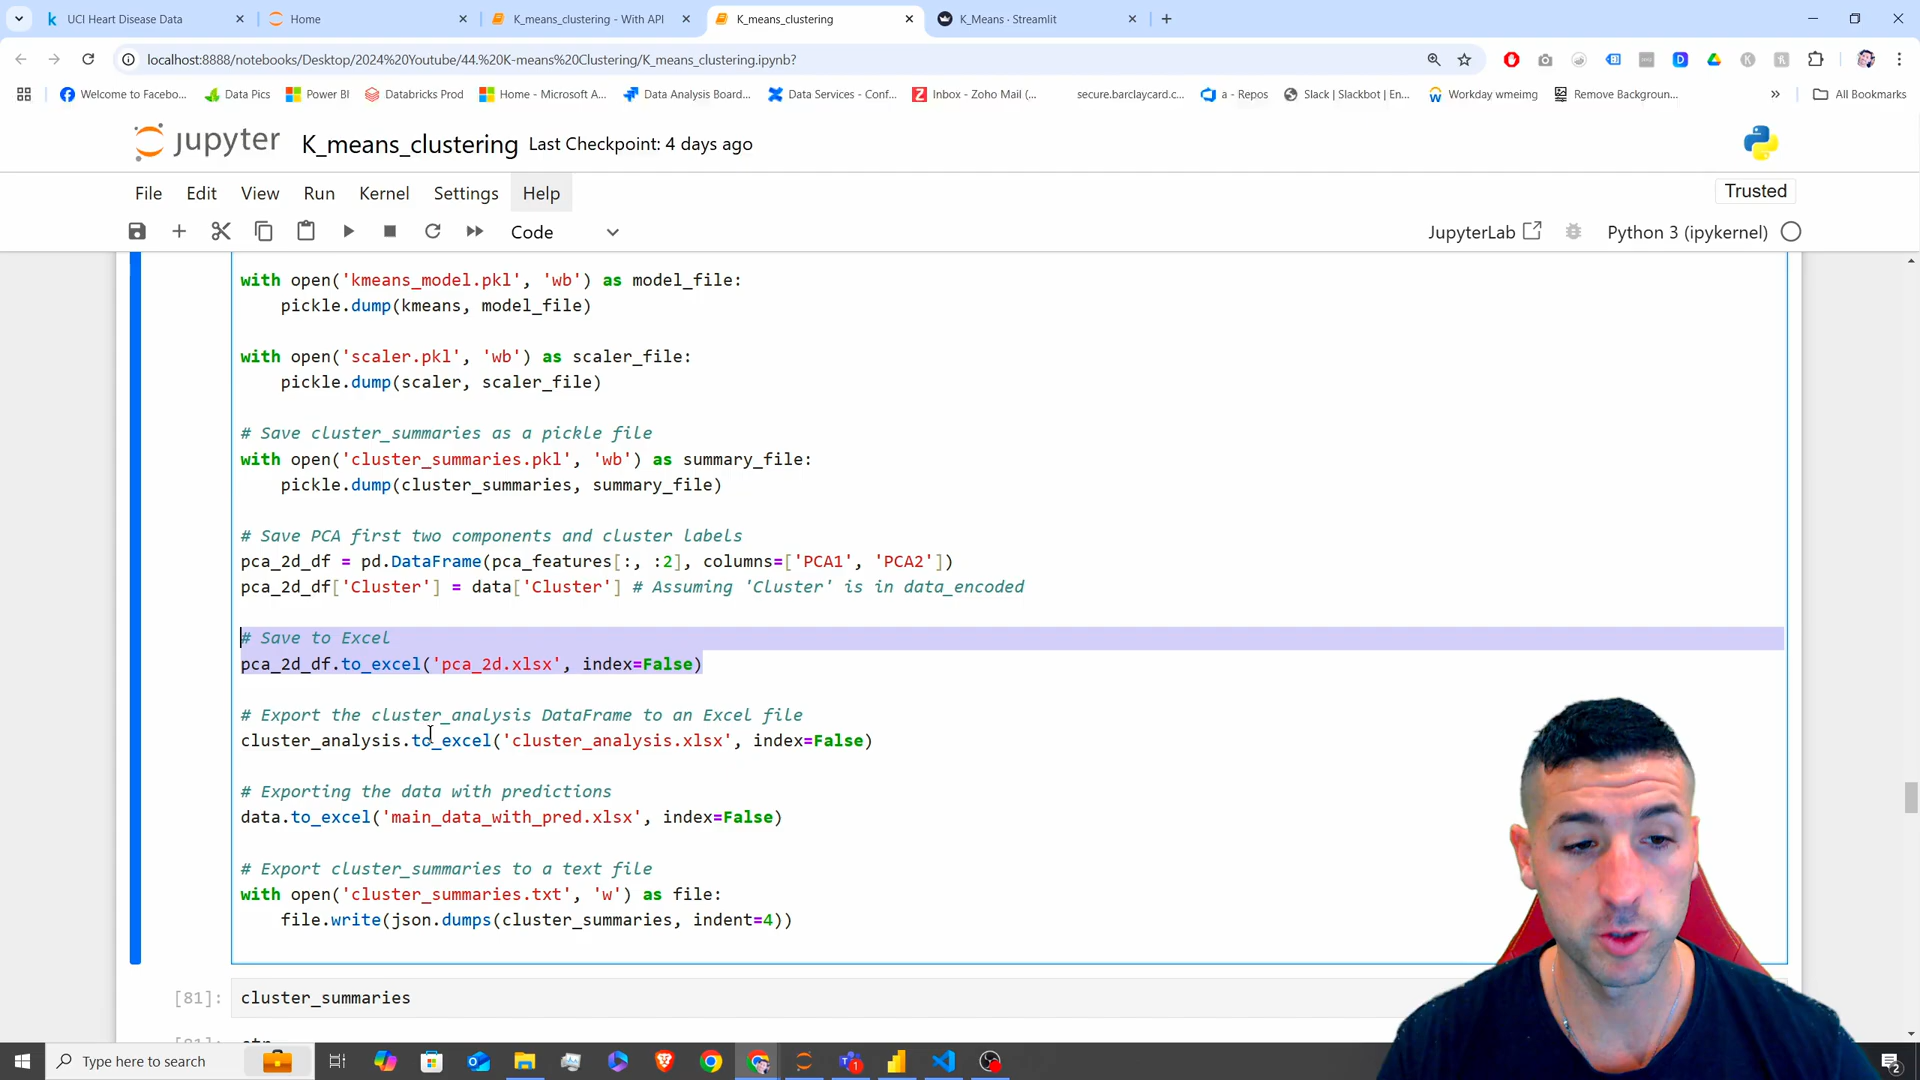 UCI Heart Disease Data
Home
K_means_clustering - With API
K_means_clustering
K_Means · Streamlit
localhost:8888/notebooks/Desktop/2024%20Youtube/44.%20K-means%20Clustering/K_means_clustering.ipynb?
Welcome to Facebo...
Data Pics
Power BI
Databricks Prod
Home - Microsoft A...
Data Analysis Board...
Data Services - Conf...
Inbox - Zoho Mail (...
secure.barclaycard.c...
a - Repos
Slack | Slackbot | En...
Workday wmeimg
Remove Backgroun...
All Bookmarks
jupyter K_means_clustering Last Checkpoint: 4 days ago
File Edit View Run Kernel Settings Help
Trusted
Code
JupyterLab
Python 3 (ipykernel)
with open('kmeans_model.pkl', 'wb') as model_file:
    pickle.dump(kmeans, model_file)
with open('scaler.pkl', 'wb') as scaler_file:
    pickle.dump(scaler, scaler_file)
# Save cluster_summaries as a pickle file
with open('cluster_summaries.pkl', 'wb') as summary_file:
    pickle.dump(cluster_summaries, summary_file)
# Save PCA first two components and cluster labels
pca_2d_df = pd.DataFrame(pca_features[:, :2], columns=['PCA1', 'PCA2'])
pca_2d_df['Cluster'] = data['Cluster'] # Assuming 'Cluster' is in data_encoded
# Save to Excel
pca_2d_df.to_excel('pca_2d.xlsx', index=False)
# Export the cluster_analysis DataFrame to an Excel file
cluster_analysis.to_excel('cluster_analysis.xlsx', index=False)
# Exporting the data with predictions
data.to_excel('main_data_with_pred.xlsx', index=False)
# Export cluster_summaries to a text file
with open('cluster_summaries.txt', 'w') as file:
    file.write(json.dumps(cluster_summaries, indent=4))
[81]: cluster_summaries
Type here to search